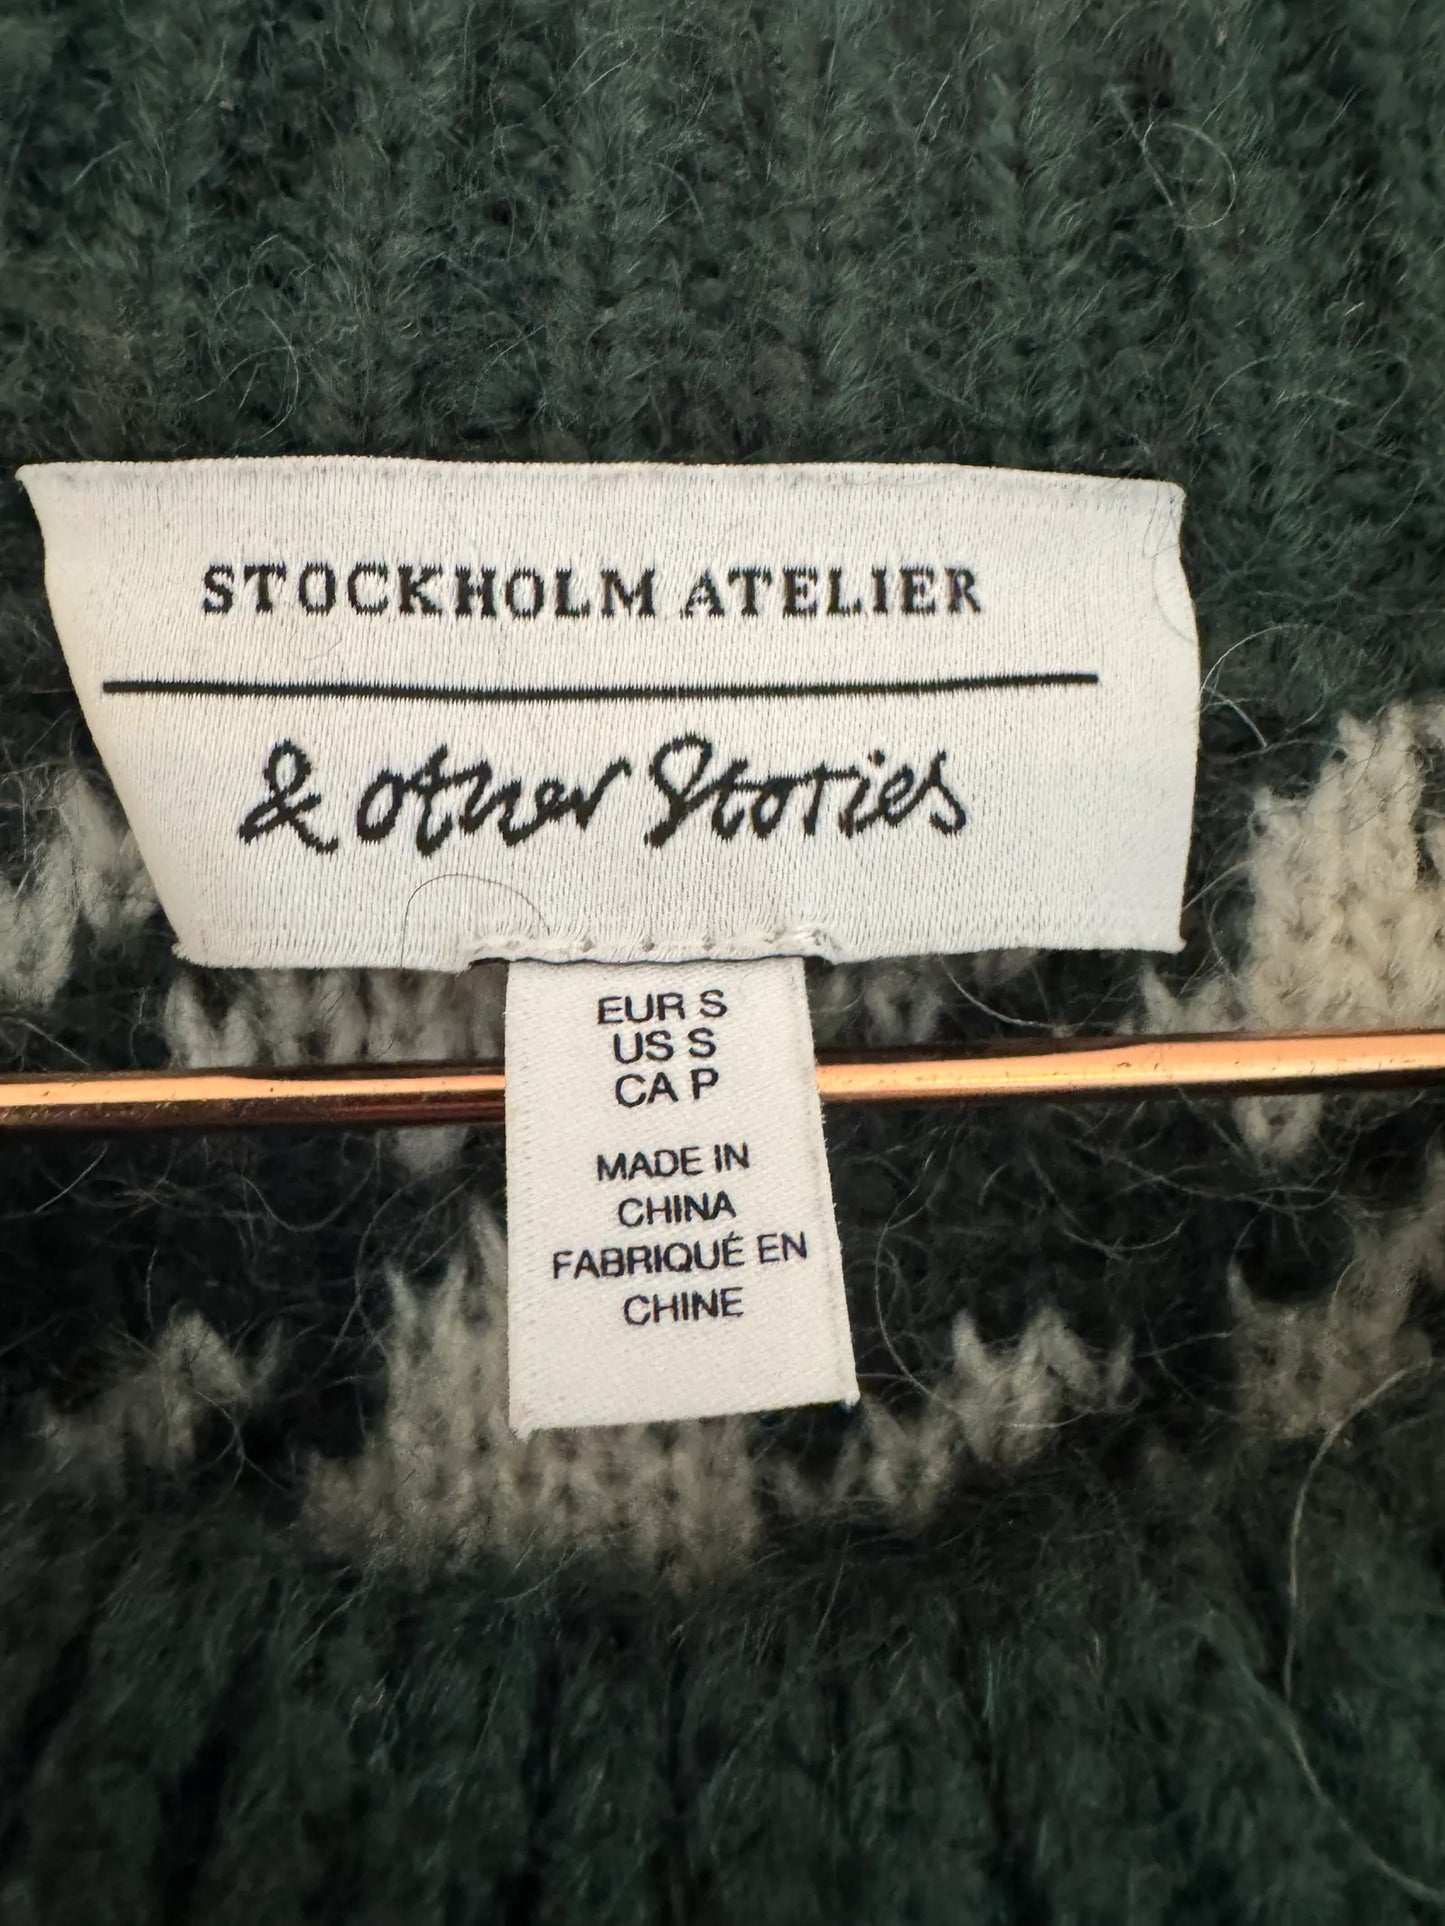 STOCKHOLM ATELIER
& other Stories
EUR S
US S
CA P
MADE IN
CHINA
FABRIQUÉ EN
CHINE